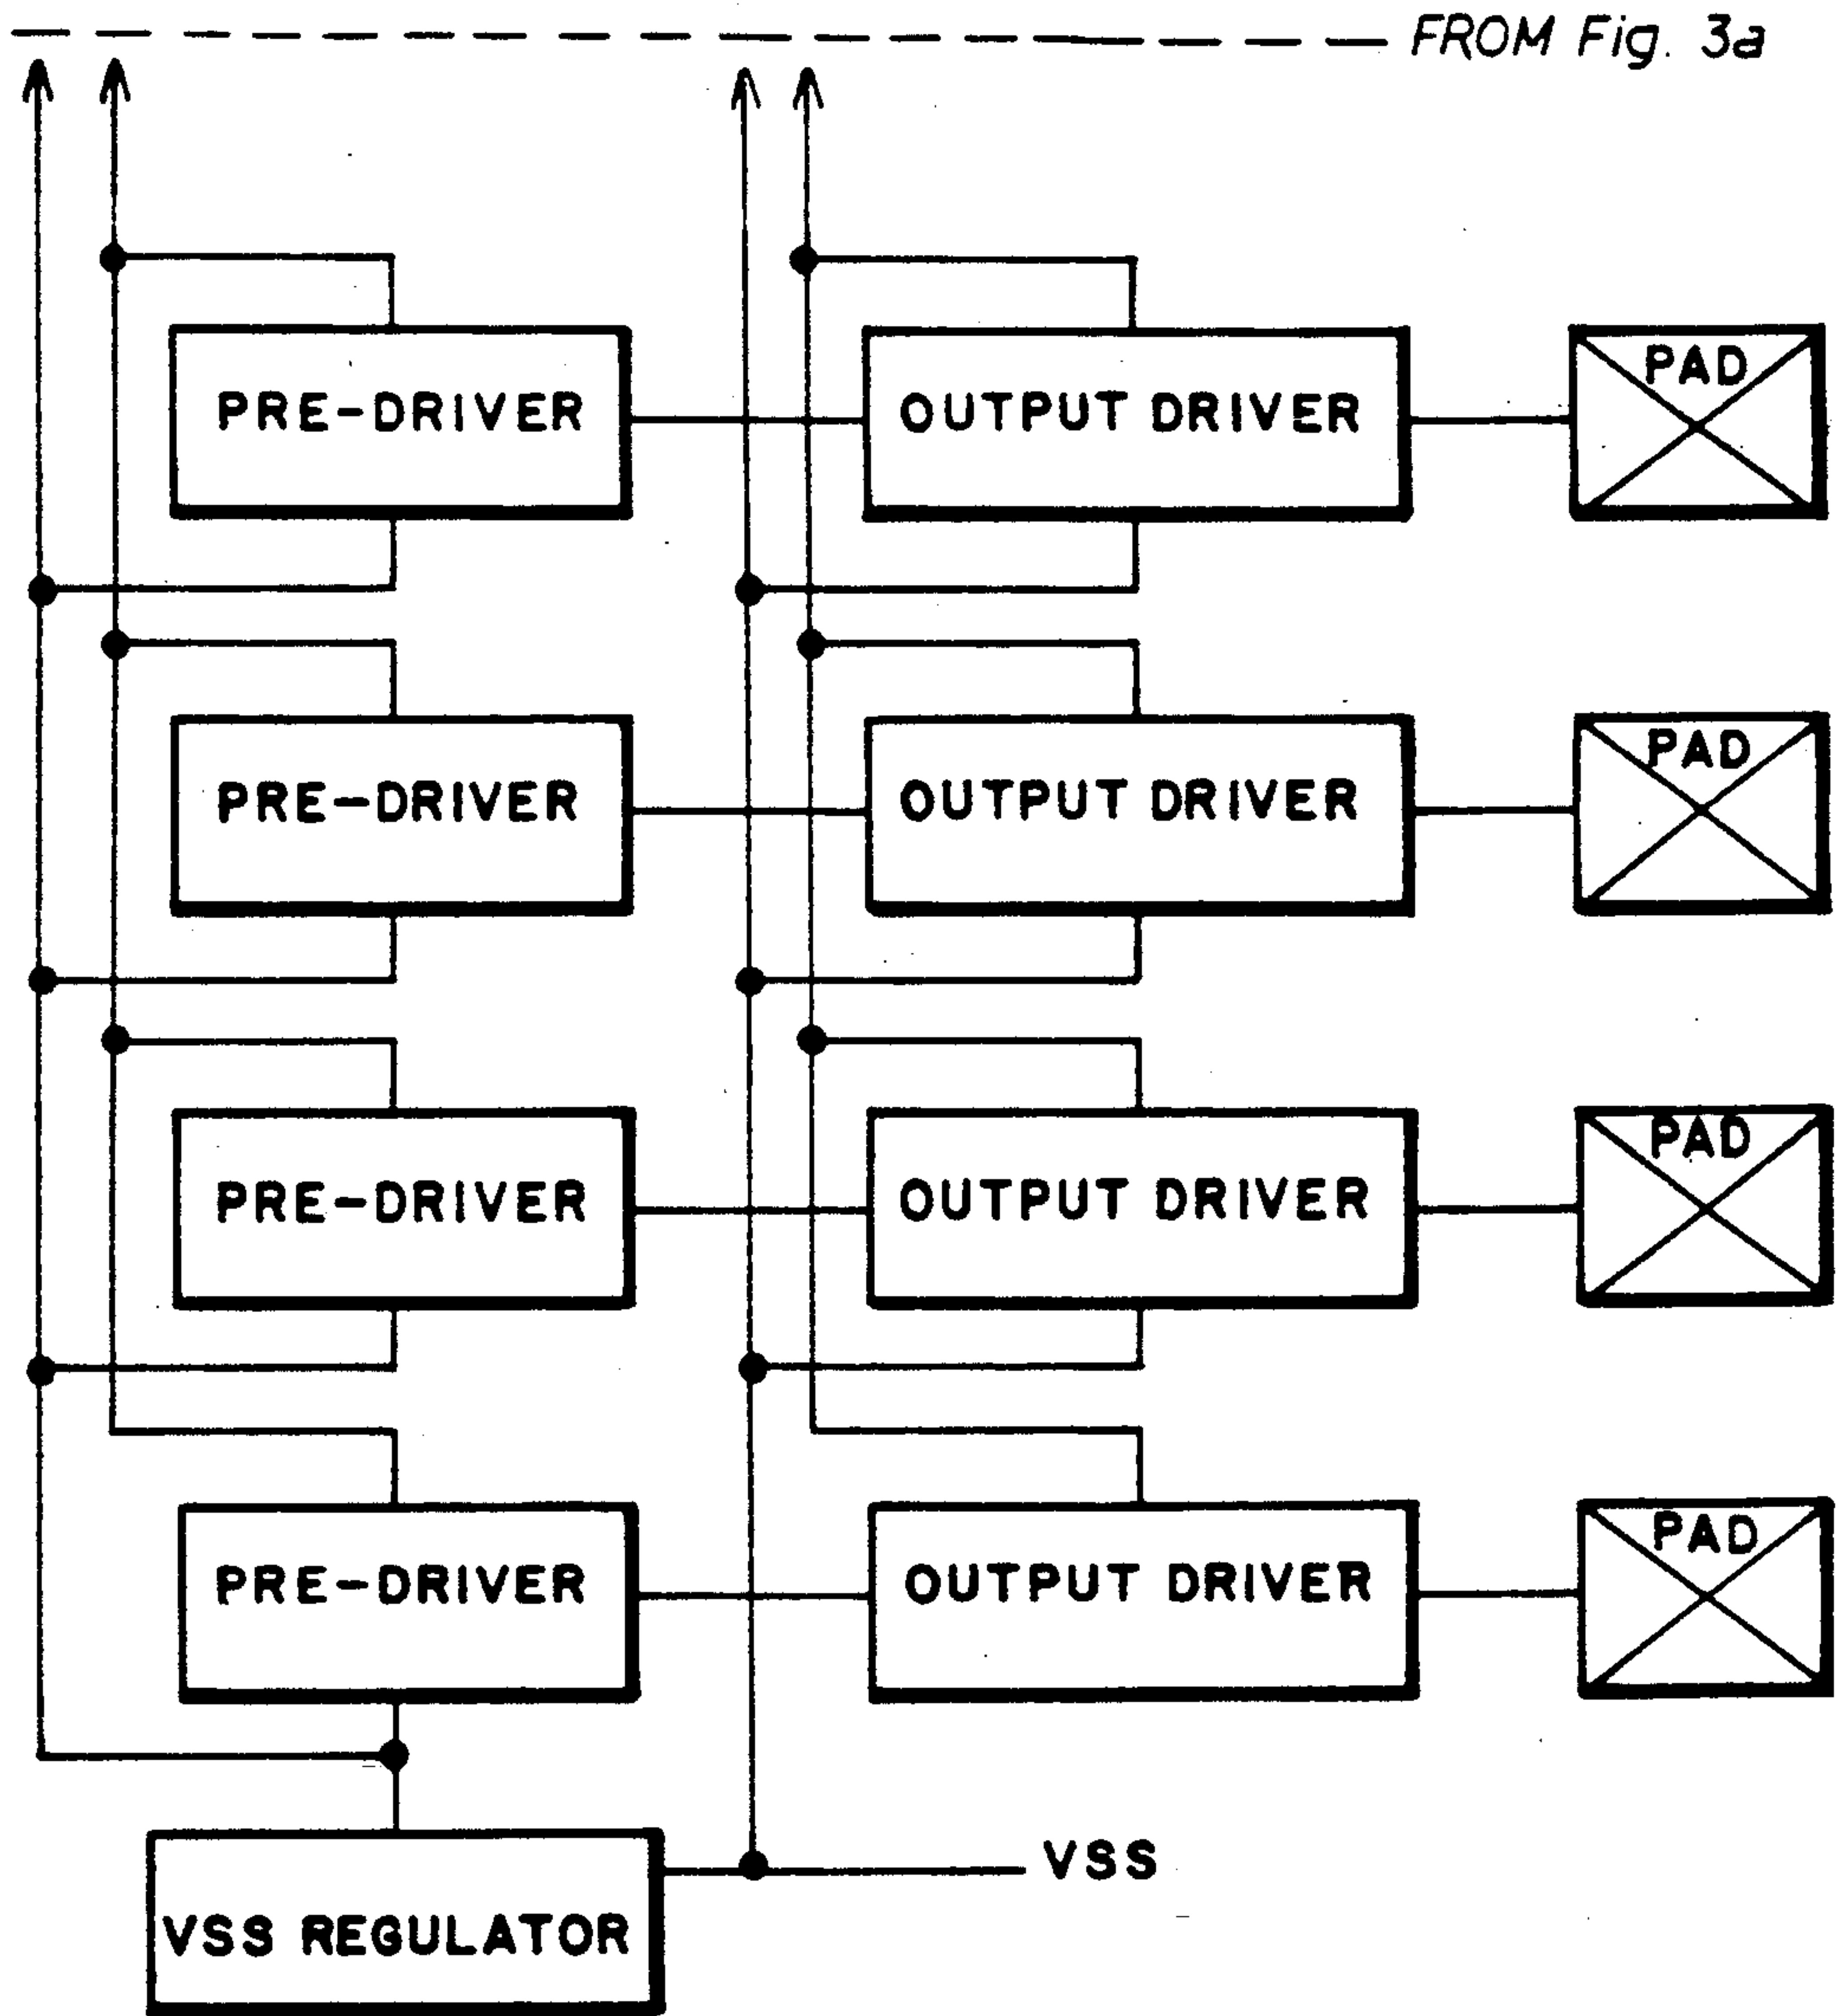 FROM Fig. 3a
PRE-DRIVER
OUTPUT DRIVER
PAD
PRE-DRIVER
OUTPUT DRIVER
PAD
PRE-DRIVER
OUTPUT DRIVER
PAD
PRE-DRIVER
OUTPUT DRIVER
PAD
VSS
VSS REGULATOR